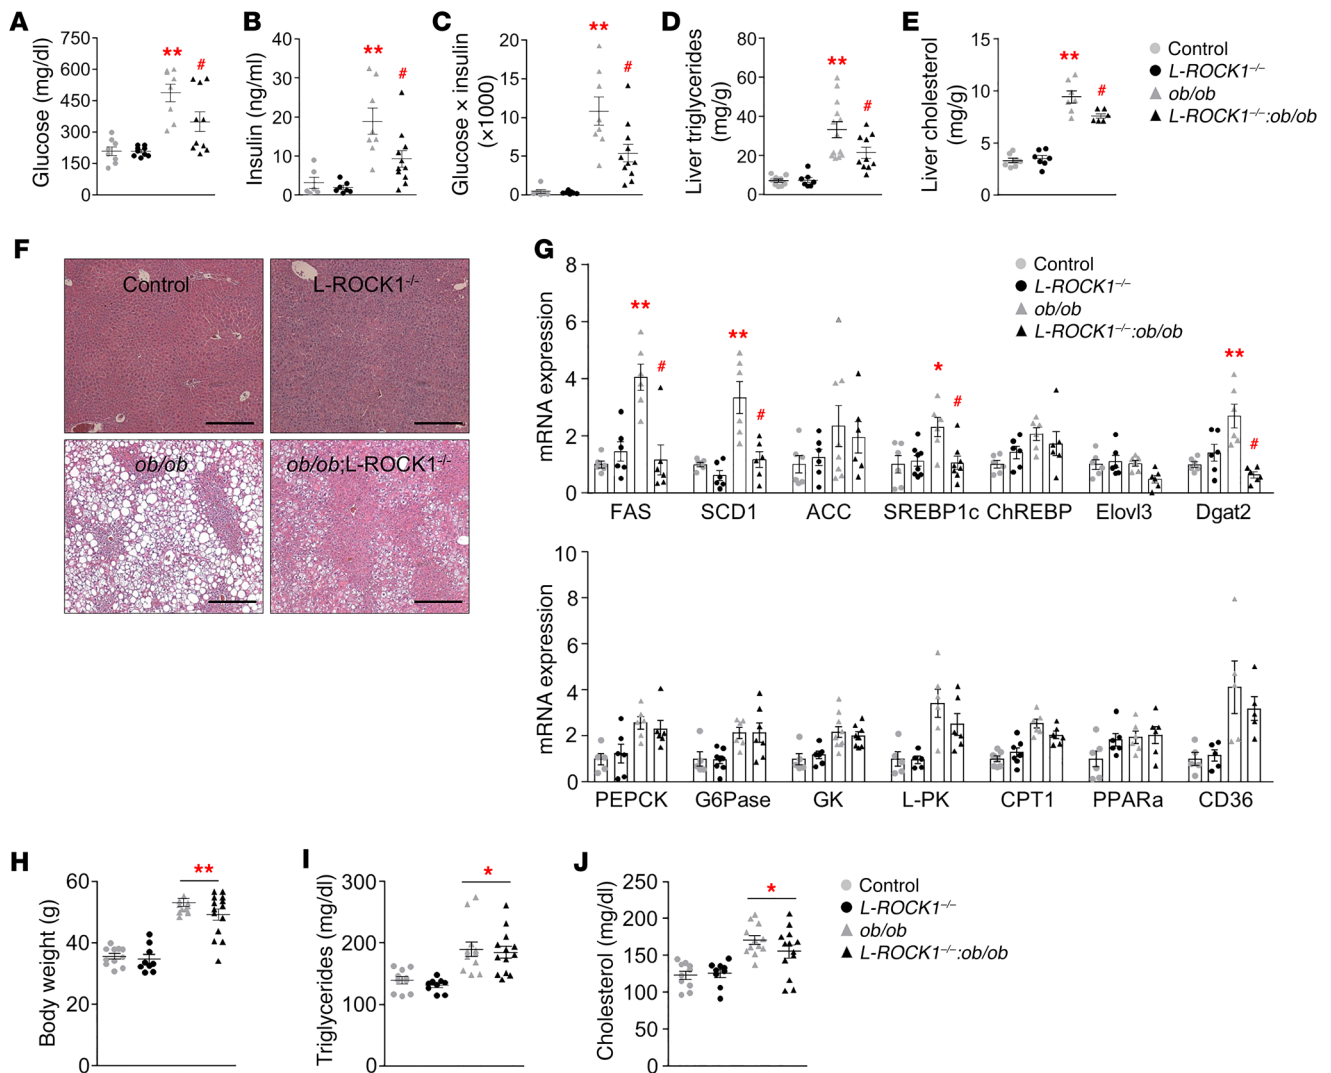 A
Glucose (mg/dl)
750
600
450
300
150
0
**
#
B
Insulin (ng/ml)
40
30
20
10
0
**
#
C
Glucose × insulin
(×1000)
20
15
10
5
0
**
#
D
Liver triglycerides
(mg/g)
80
60
40
20
0
**
#
E
Liver cholesterol
(mg/g)
15
10
5
0
**
#
Control
L-ROCK1–/–
ob/ob
L-ROCK1–/–:ob/ob
F
Control
L-ROCK1-/-
ob/ob
ob/ob;L-ROCK1-/-
G
mRNA expression
8
6
4
2
0
**
#
**
#
*
#
**
#
Control
L-ROCK1–/–
ob/ob
L-ROCK1–/–:ob/ob
FAS
SCD1
ACC
SREBP1c
ChREBP
Elovl3
Dgat2
mRNA expression
10
8
6
4
2
0
PEPCK
G6Pase
GK
L-PK
CPT1
PPARa
CD36
H
Body weight (g)
60
40
20
0
**
I
Triglycerides (mg/dl)
300
200
100
0
*
J
Cholesterol (mg/dl)
250
200
150
100
50
0
*
Control
L-ROCK1–/–
ob/ob
L-ROCK1–/–:ob/ob